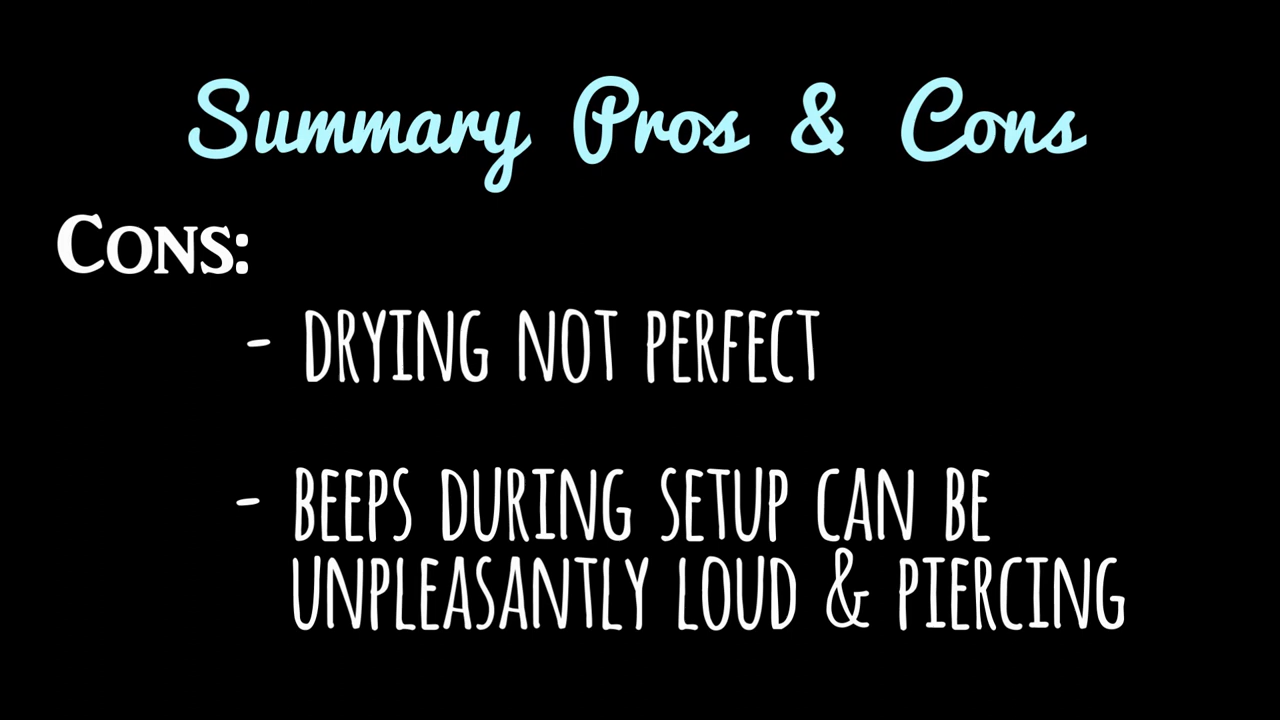 Summary Pros & Cons
CONS:
- DRYING NOT PERFECT
- BEEPS DURING SETUP CAN BE
UNPLEASANTLY LOUD & PIERCING